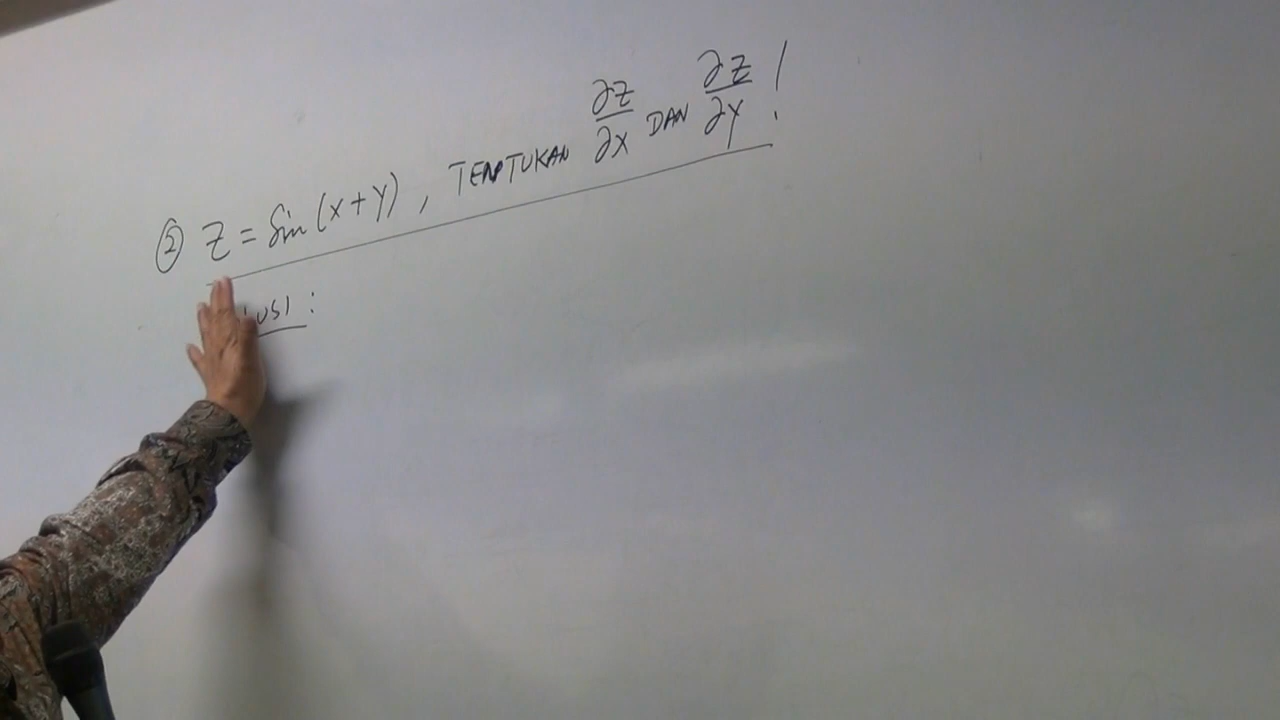 ② Z = Sin (x+y), TENTUKAN ∂Z/∂X DAN ∂Z/∂Y !